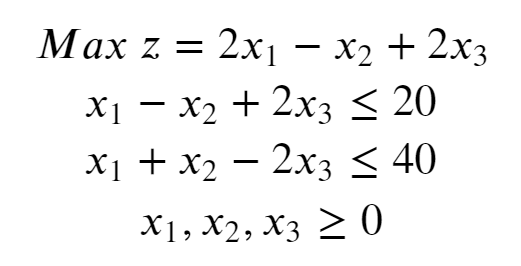 Max z = 2x₁ − x₂ + 2x₃
x₁ − x₂ + 2x₃ ≤ 20
x₁ + x₂ − 2x₃ ≤ 40
x₁, x₂, x₃ ≥ 0